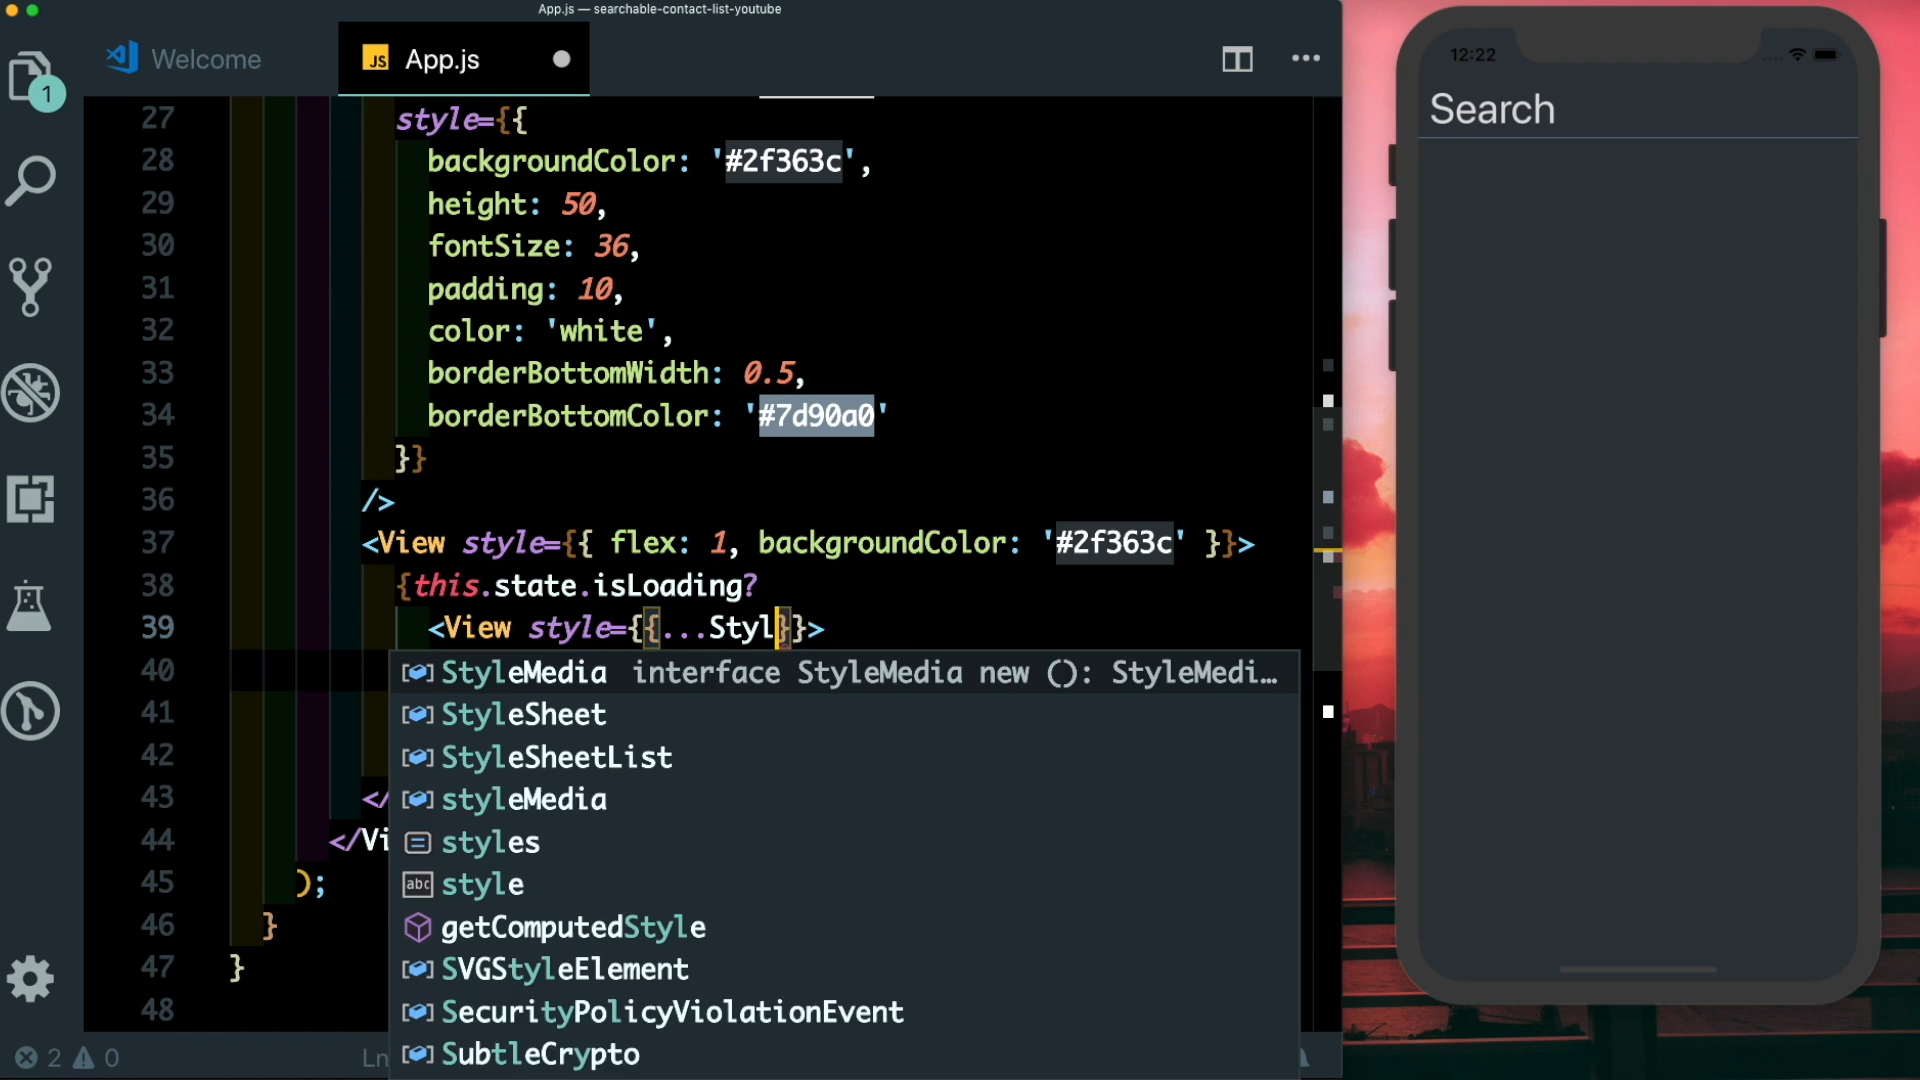 App.js — searchable-contact-list-youtube
Welcome
JS App.js
1
27 style={{
28 backgroundColor: '#2f363c',
29 height: 50,
30 fontSize: 36,
31 padding: 10,
32 color: 'white',
33 borderBottomWidth: 0.5,
34 borderBottomColor: '#7d90a0'
35 }}
36 />
37 <View style={{ flex: 1, backgroundColor: '#2f363c' }}>
38 {this.state.isLoading?
39 <View style={{...Styl}}>
40
41
42
43 </
44 </Vi
45 );
46 }
47 }
48
StyleMedia interface StyleMedia new (): StyleMedi…
StyleSheet
StyleSheetList
styleMedia
styles
abc style
getComputedStyle
SVGStyleElement
SecurityPolicyViolationEvent
SubtleCrypto
2 0 Ln
12:22
Search